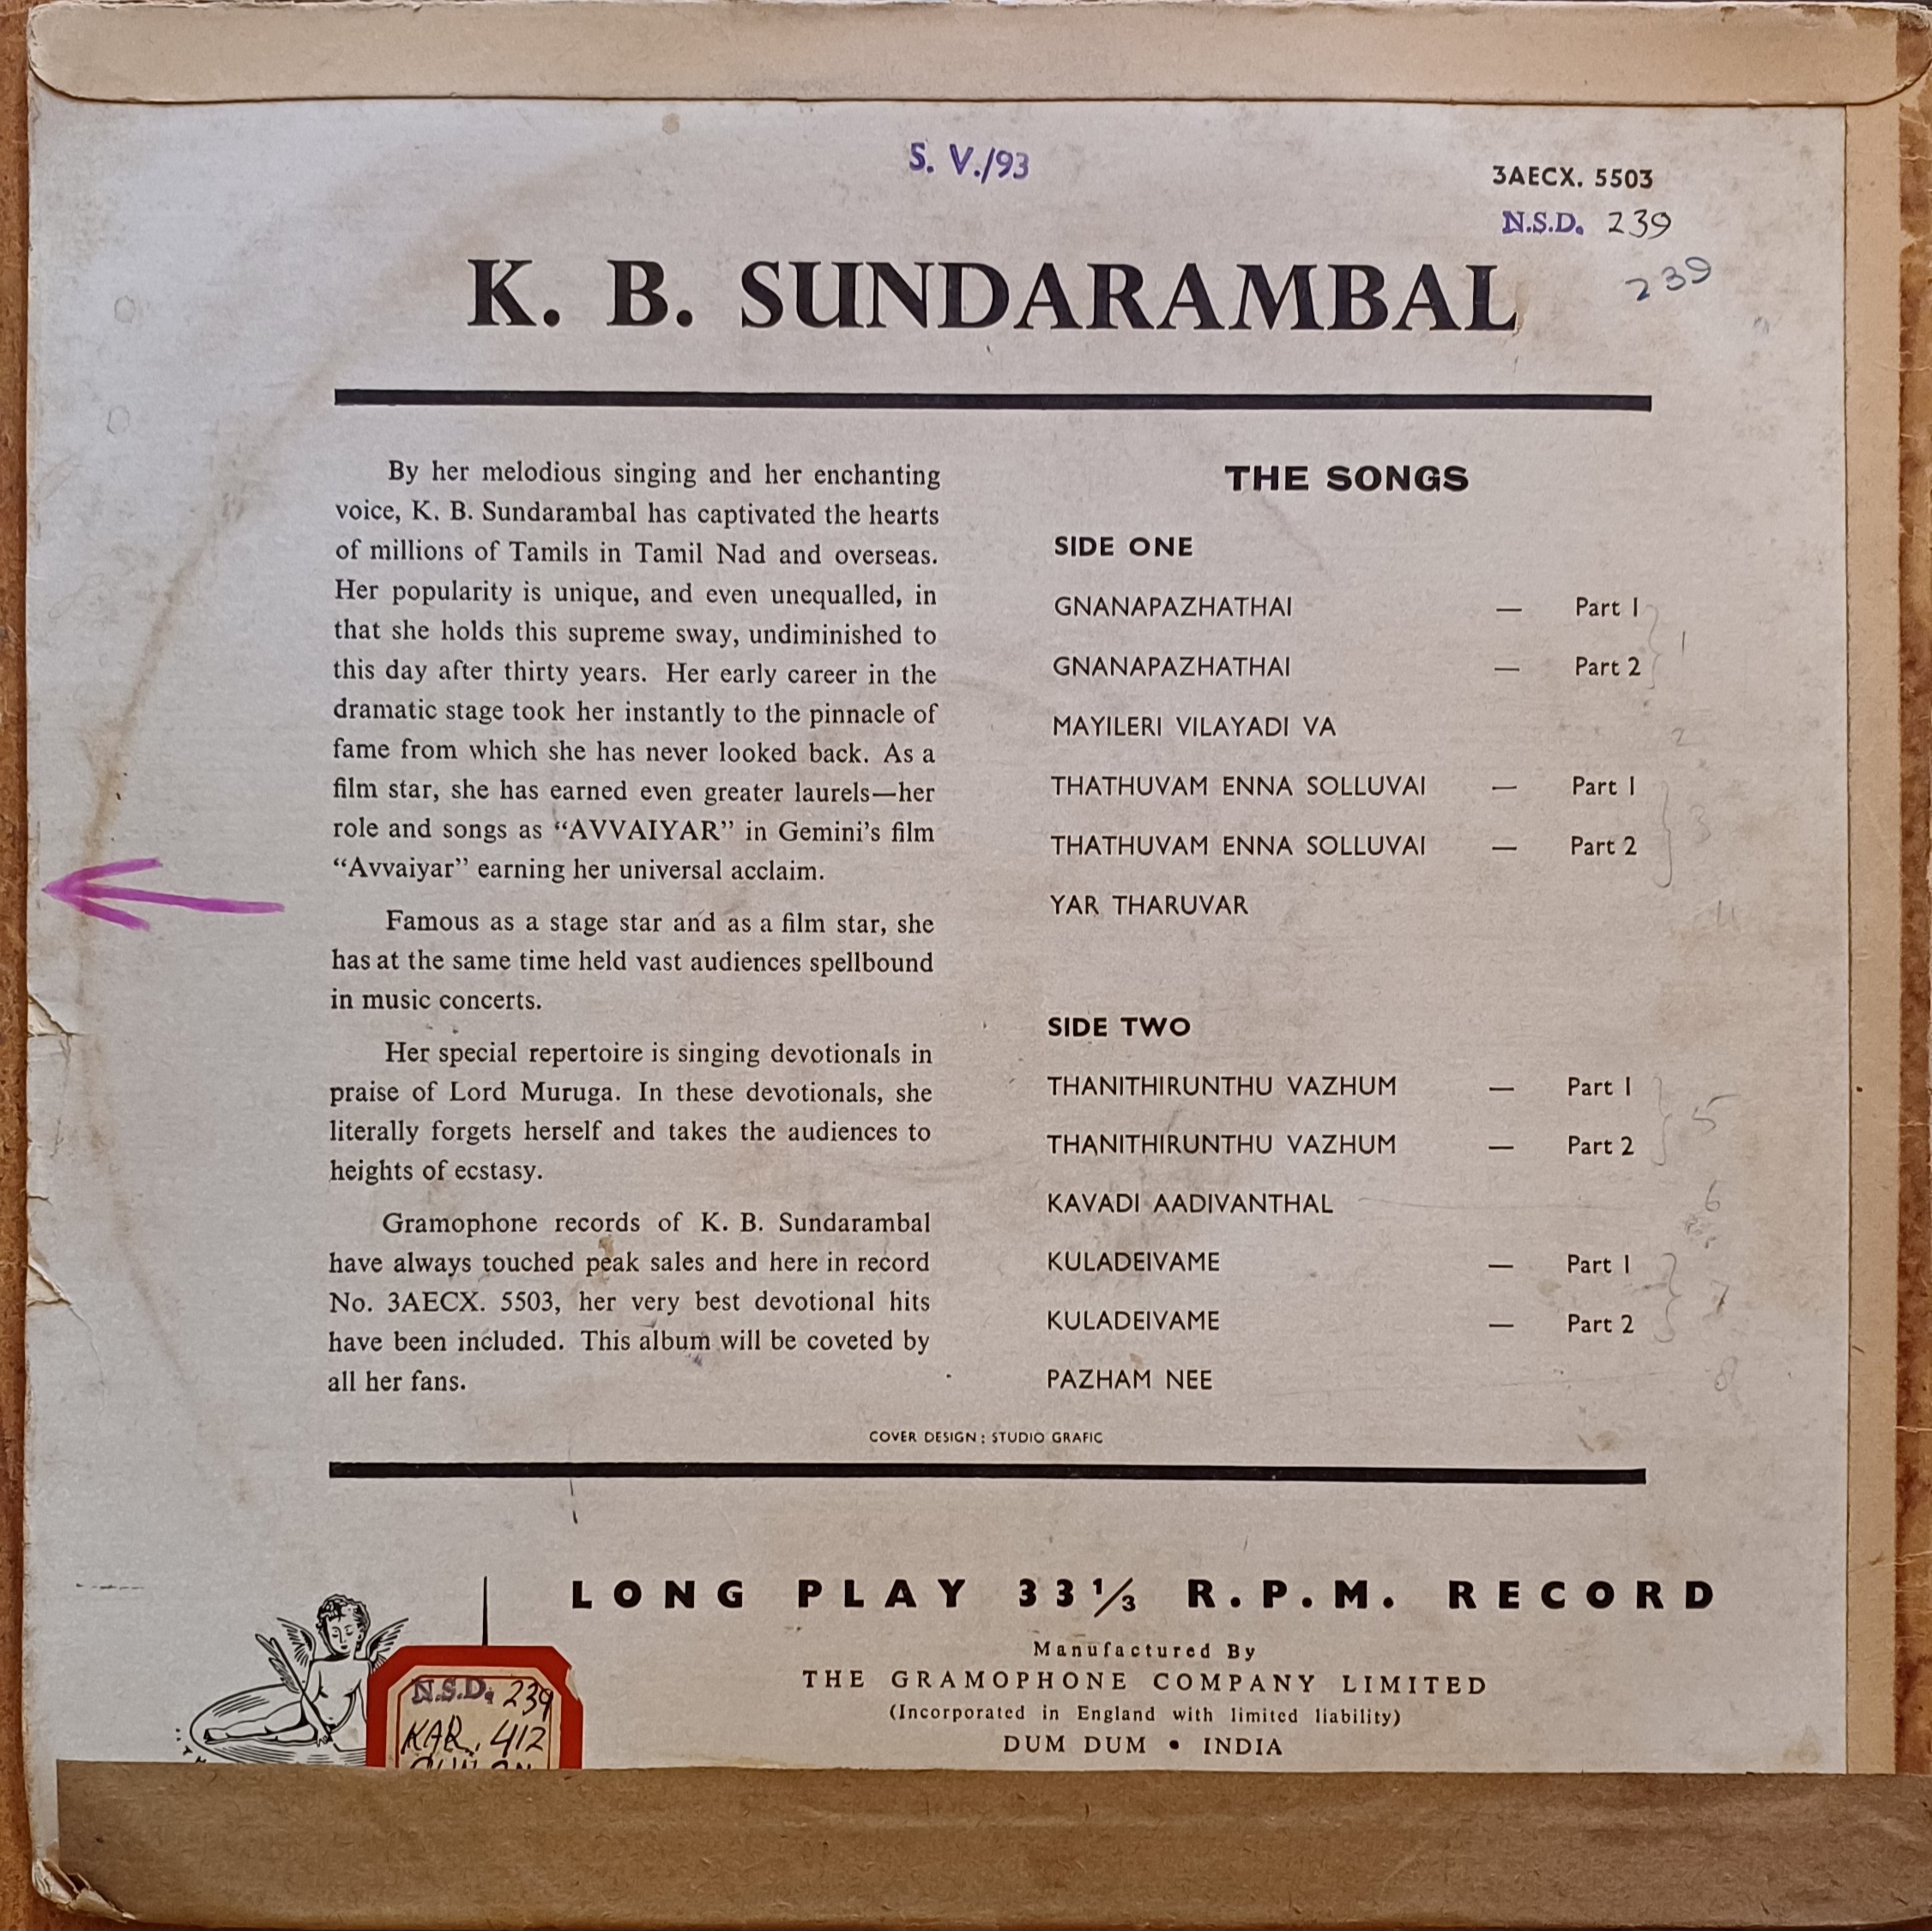 S. V./93
3AECX. 5503
N.S.D. 239
239
K. B. SUNDARAMBAL
By her melodious singing and her enchanting
voice, K. B. Sundarambal has captivated the hearts
of millions of Tamils in Tamil Nad and overseas.
Her popularity is unique, and even unequalled, in
that she holds this supreme sway, undiminished to
this day after thirty years. Her early career in the
dramatic stage took her instantly to the pinnacle of
fame from which she has never looked back. As a
film star, she has earned even greater laurels—her
role and songs as “AVVAIYAR” in Gemini’s film
“Avvaiyar” earning her universal acclaim.
Famous as a stage star and as a film star, she
has at the same time held vast audiences spellbound
in music concerts.
Her special repertoire is singing devotionals in
praise of Lord Muruga. In these devotionals, she
literally forgets herself and takes the audiences to
heights of ecstasy.
Gramophone records of K. B. Sundarambal
have always touched peak sales and here in record
No. 3AECX. 5503, her very best devotional hits
have been included. This album will be coveted by
all her fans.
THE SONGS
SIDE ONE
GNANAPAZHATHAI — Part 1
GNANAPAZHATHAI — Part 2
1
MAYILERI VILAYADI VA 2
THATHUVAM ENNA SOLLUVAI — Part 1
THATHUVAM ENNA SOLLUVAI — Part 2
3
YAR THARUVAR 4
SIDE TWO
THANITHIRUNTHU VAZHUM — Part 1
THANITHIRUNTHU VAZHUM — Part 2
5
KAVADI AADIVANTHAL 6
KULADEIVAME — Part 1
KULADEIVAME — Part 2
7
PAZHAM NEE 8
COVER DESIGN : STUDIO GRAFIC
LONG PLAY 33⅓ R.P.M. RECORD
Manufactured By
THE GRAMOPHONE COMPANY LIMITED
(Incorporated in England with limited liability)
DUM DUM • INDIA
N.S.D. 239
KAR. 412